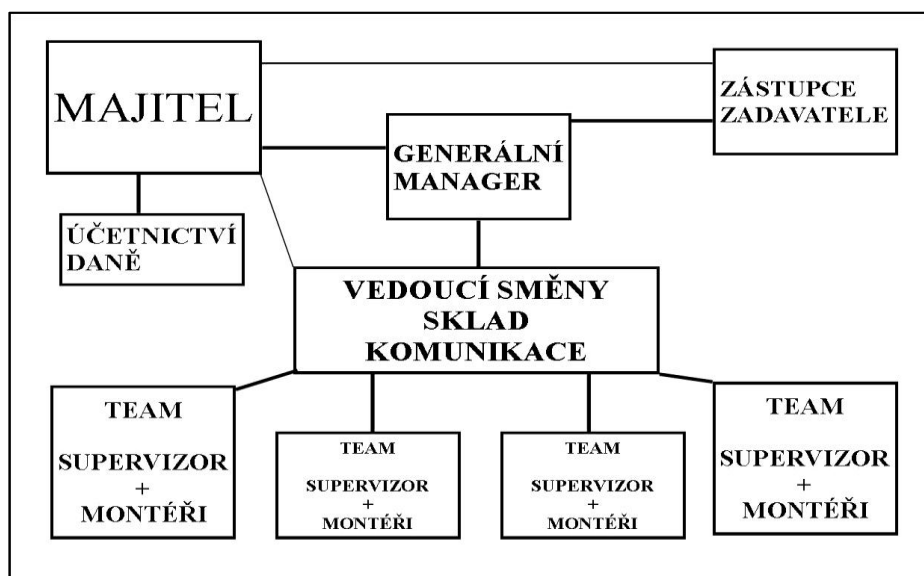 MAJITEL
ZÁSTUPCE
ZADAVATELE
GENERÁLNÍ
MANAGER
ÚČETNICTVÍ
DANĚ
VEDOUCÍ SMĚNY
SKLAD
KOMUNIKACE
TEAM
SUPERVIZOR
+
MONTÉŘI
TEAM
SUPERVIZOR
+
MONTÉŘI
TEAM
SUPERVIZOR
+
MONTÉŘI
TEAM
SUPERVIZOR
+
MONTÉŘI